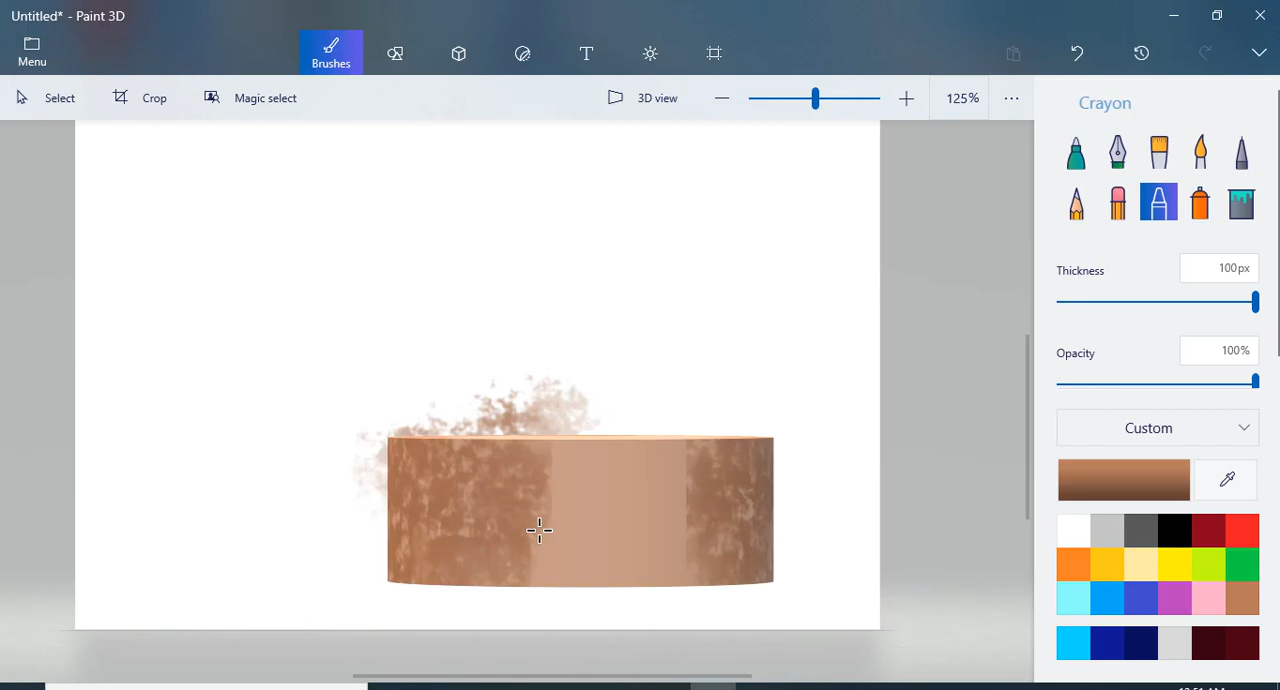 Untitled* - Paint 3D
Menu
Brushes
Select
Crop
Magic select
3D view
125%
Crayon
Thickness
100px
Opacity
100%
Custom